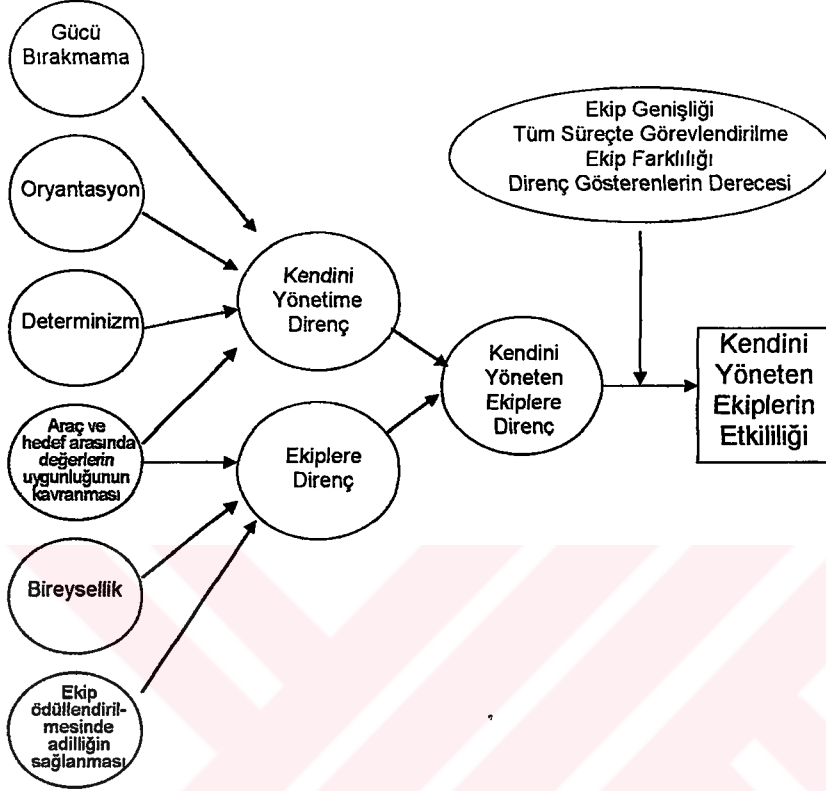 Gücü
Bırakmama
Oryantasyon
Determinizm
Araç ve
hedef arasında
değerlerin
uygunluğunun
kavranması
Bireysellik
Ekip
ödüllendiril-
mesinde
adilliğin
sağlanması
Kendini
Yönetime
Direnç
Ekiplere
Direnç
Kendini
Yöneten
Ekiplere
Direnç
Ekip Genişliği
Tüm Süreçte Görevlendirilme
Ekip Farklılığı
Direnç Gösterenlerin Derecesi
Kendini
Yöneten
Ekiplerin
Etkililiği